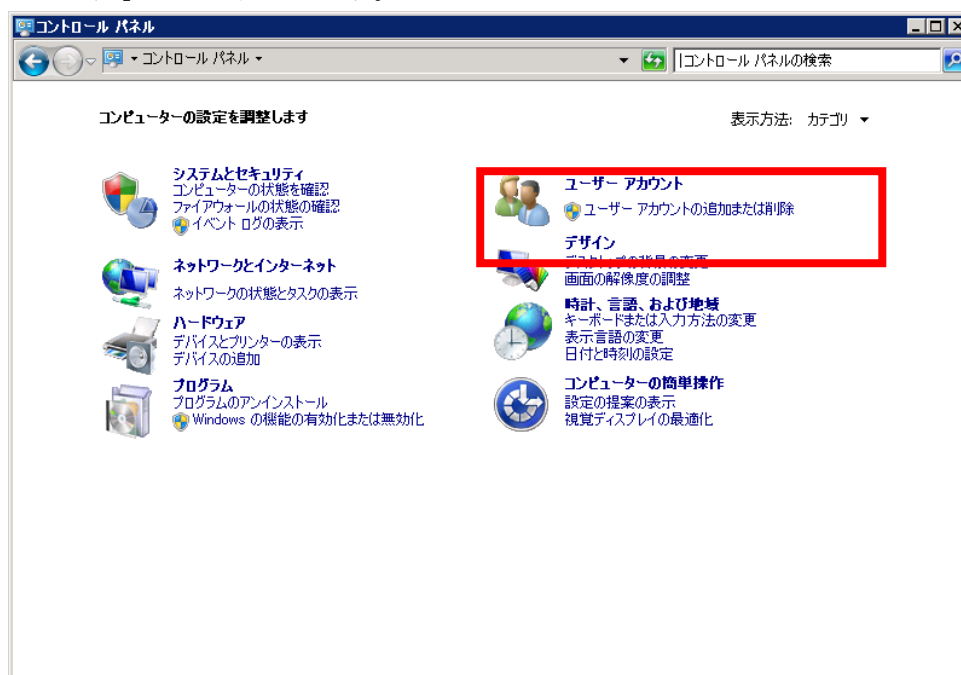 コントロール パネル
コントロール パネル
コントロール パネルの検索
コンピューターの設定を調整します
表示方法: カテゴリ
システムとセキュリティ
コンピューターの状態を確認
ファイアウォールの状態の確認
イベント ログの表示
ネットワークとインターネット
ネットワークの状態とタスクの表示
ハードウェア
デバイスとプリンターの表示
デバイスの追加
プログラム
プログラムのアンインストール
Windows の機能の有効化または無効化
ユーザー アカウント
ユーザー アカウントの追加または削除
デザイン
デスクトップの背景の変更
画面の解像度の調整
時計、言語、および地域
キーボードまたは入力方法の変更
表示言語の変更
日付と時刻の設定
コンピューターの簡単操作
設定の提案の表示
視覚ディスプレイの最適化